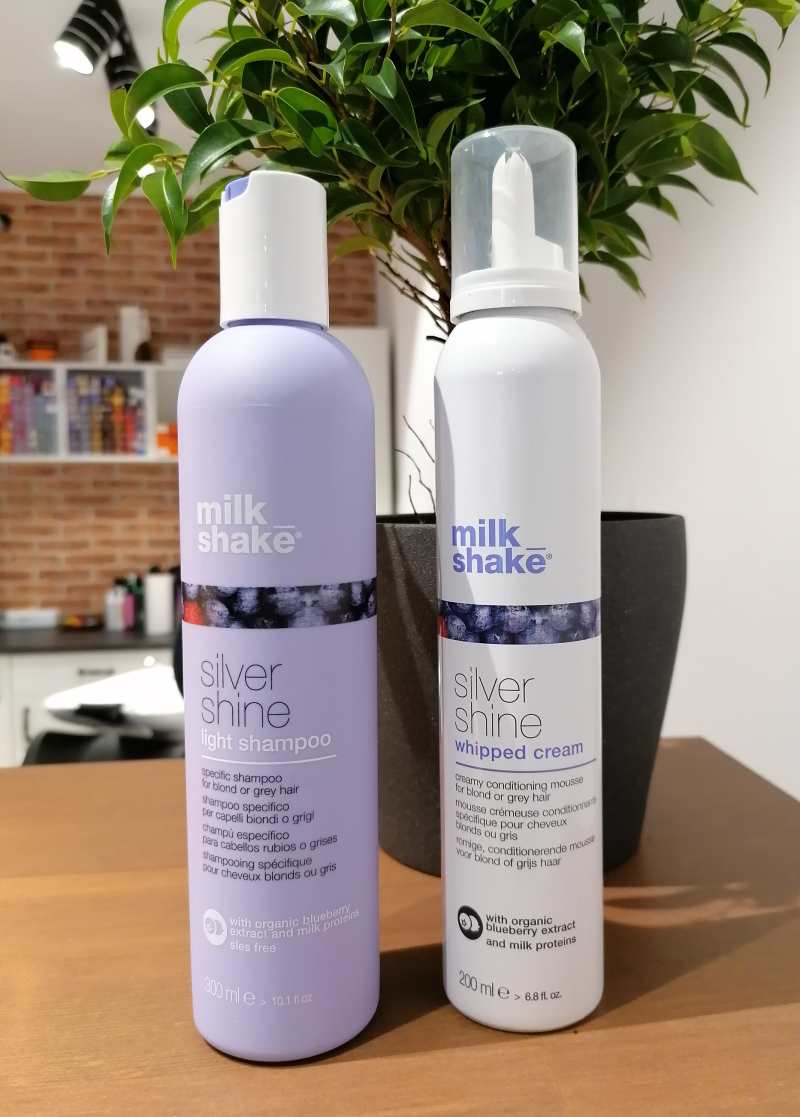 milk
shake®
silver
shine
light shampoo
specific shampoo
for blond or grey hair
shampoo specifico
per capelli biondi o grigi
champú específico
para cabellos rubios o grises
shampooing spécifique
pour cheveux blonds ou gris
with organic blueberry
extract and milk proteins
sles free
300 ml e > 10.1 fl oz
milk
shake®
silver
shine
whipped cream
creamy conditioning mousse
for blond or grey hair
mousse crémeuse conditionnante
spécifique pour cheveux
blonds ou gris
romige, conditionerende mousse
voor blond of grijs haar
with organic
blueberry extract
and milk proteins
200 ml e > 6.8 fl. oz.